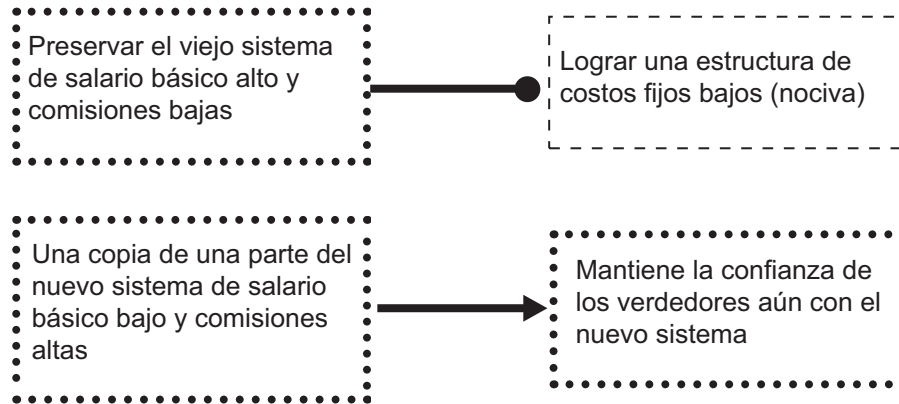 Preservar el viejo sistema
de salario básico alto y
comisiones bajas
Lograr una estructura de
costos fijos bajos (nociva)
Una copia de una parte del
nuevo sistema de salario
básico bajo y comisiones
altas
Mantiene la confianza de
los verdedores aún con el
nuevo sistema